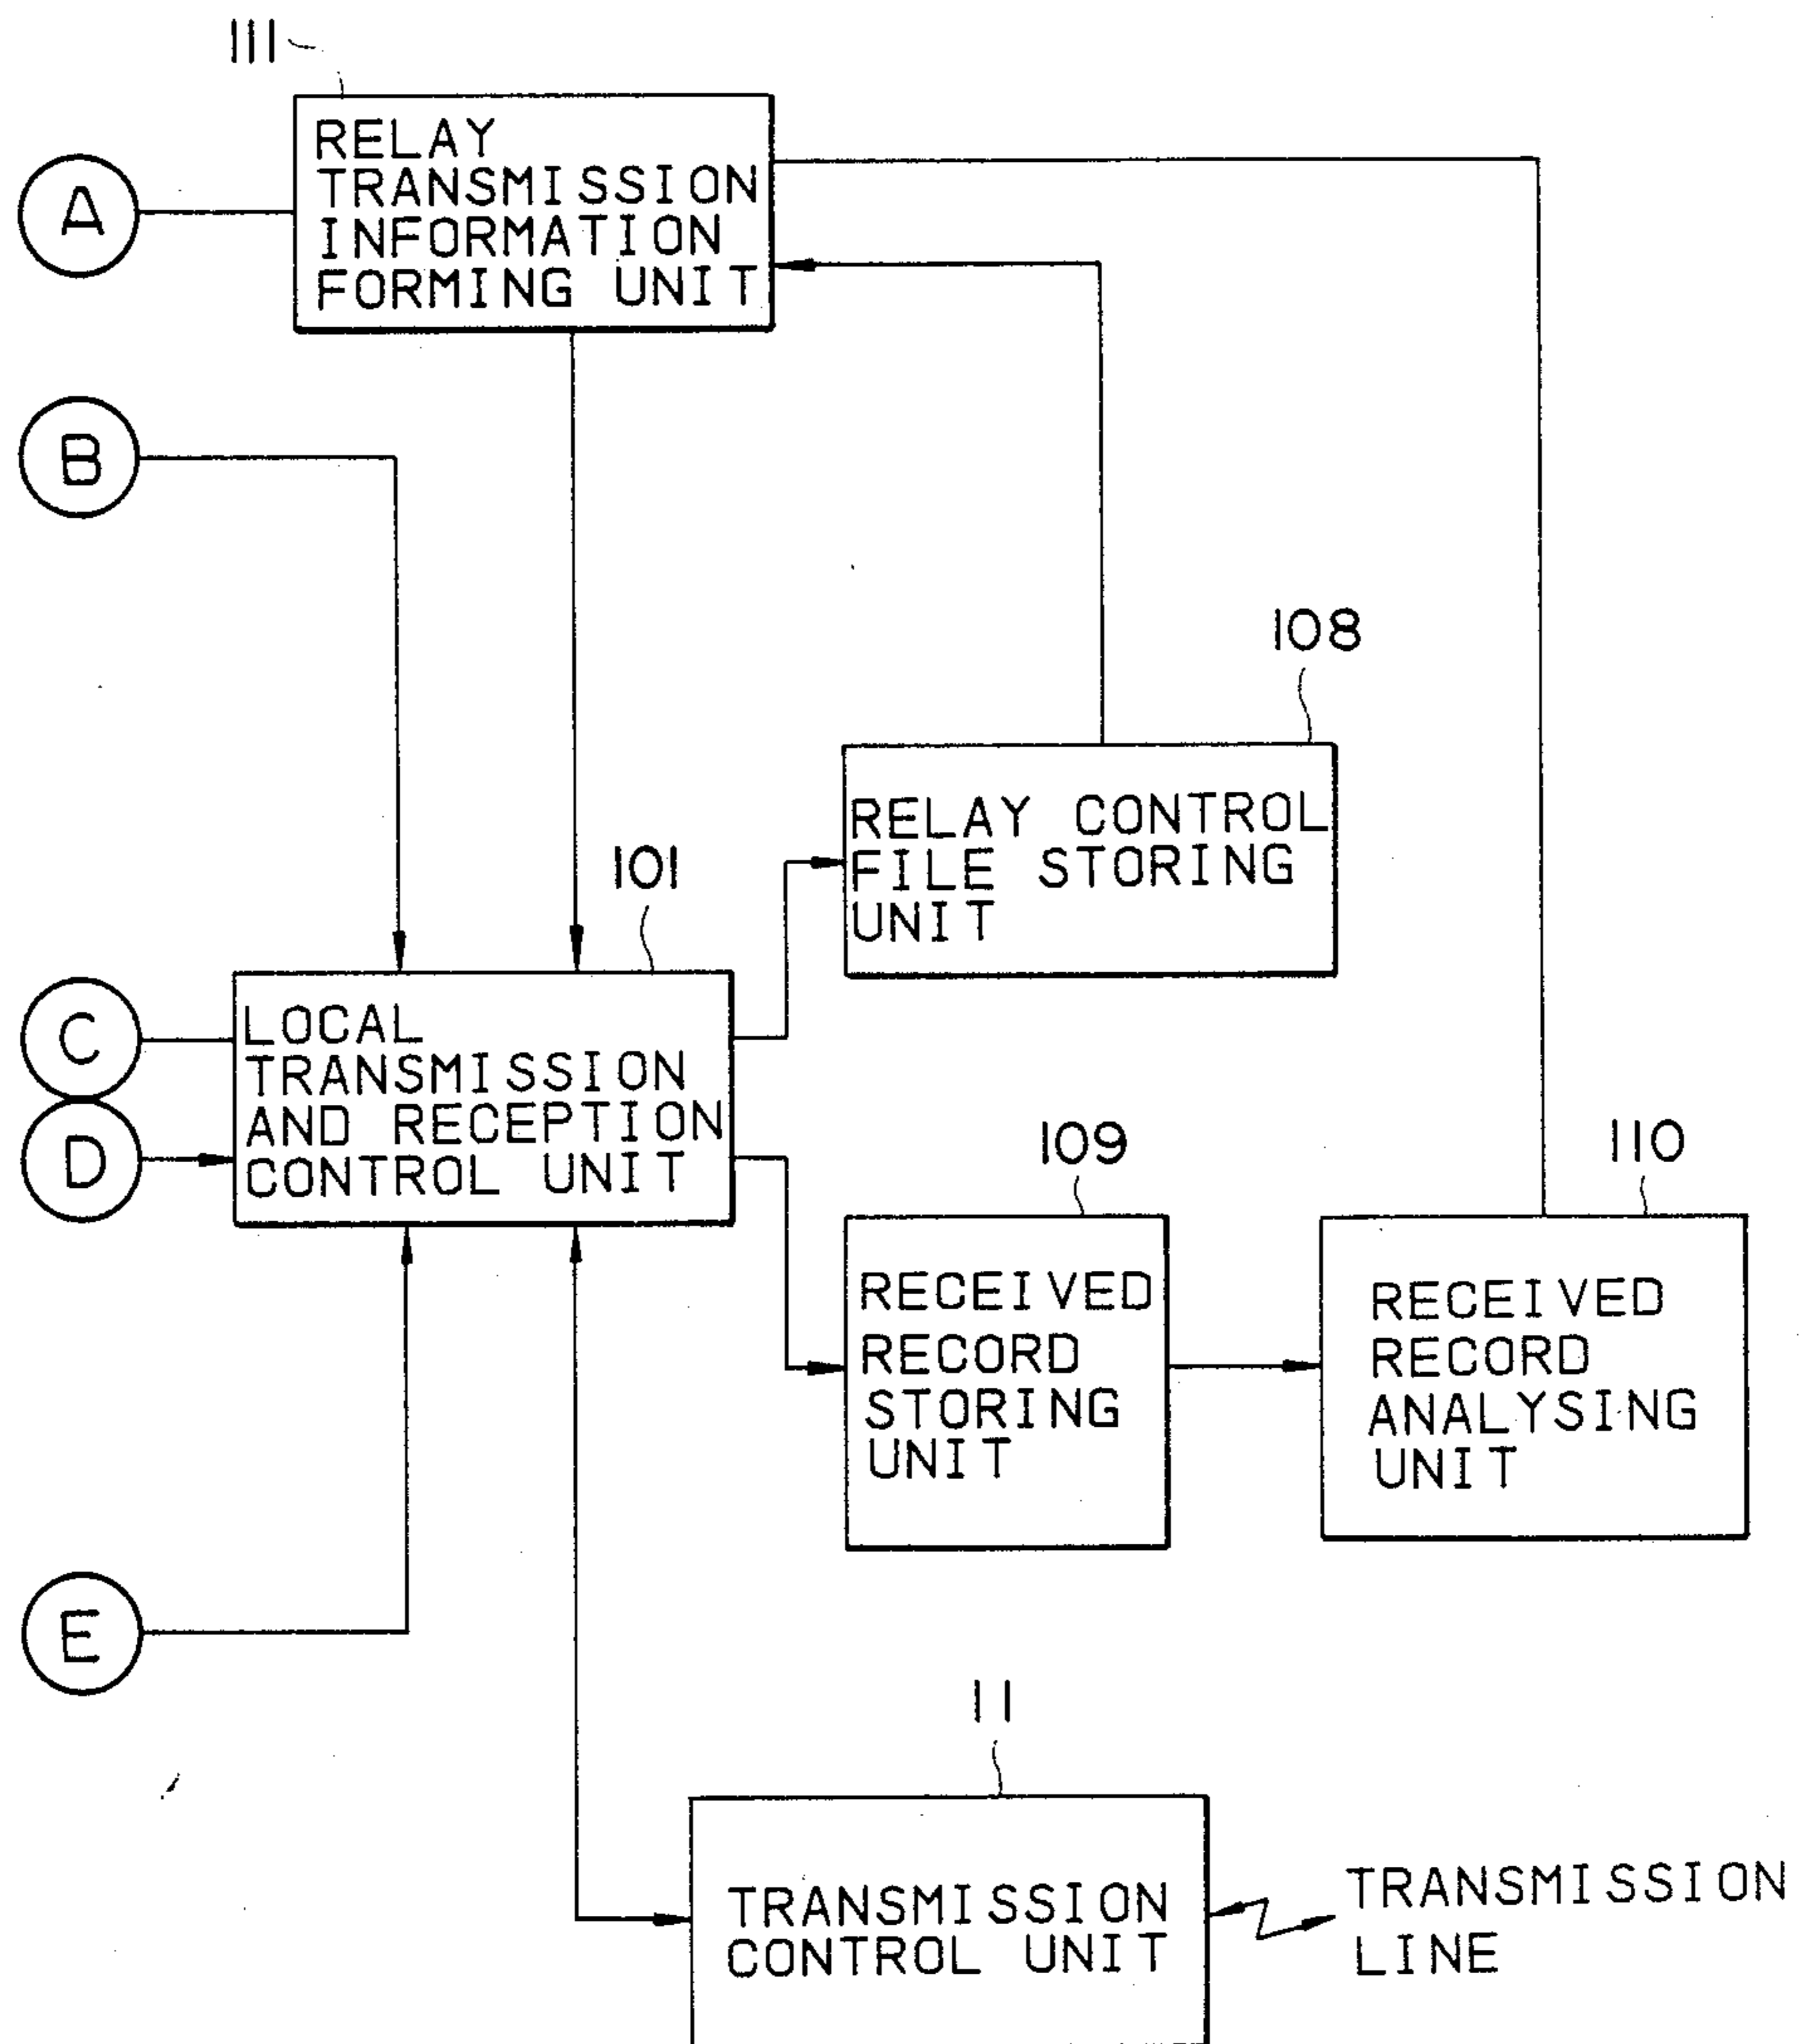 111
RELAY
TRANSMISSION
INFORMATION
FORMING UNIT
A
B
108
RELAY CONTROL
FILE STORING
UNIT
101
LOCAL
TRANSMISSION
AND RECEPTION
CONTROL UNIT
C
D
109
RECEIVED
RECORD
STORING
UNIT
110
RECEIVED
RECORD
ANALYSING
UNIT
E
11
TRANSMISSION
CONTROL UNIT
TRANSMISSION
LINE